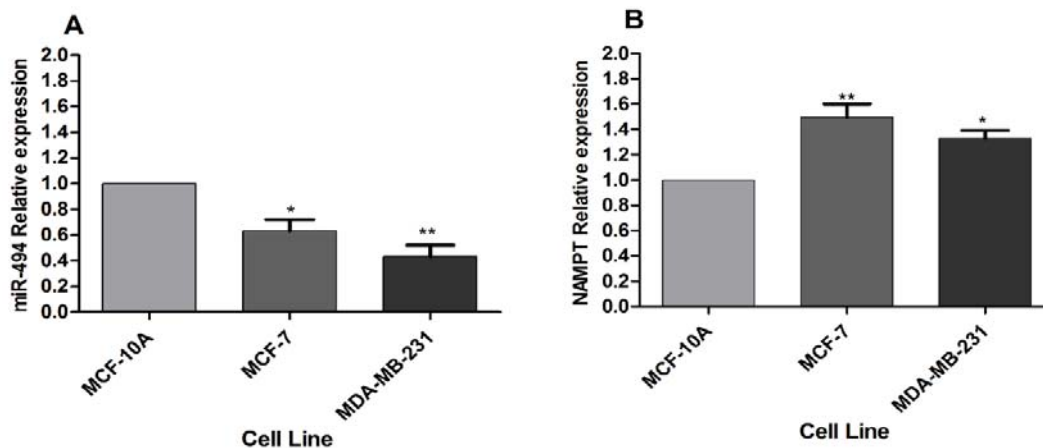 A
miR-494 Relative expression
2.0
1.8
1.6
1.4
1.2
1.0
0.8
0.6
0.4
0.2
0.0
*
**
MCF-10A
MCF-7
MDA-MB-231
Cell Line
B
NAMPT Relative expression
2.0
1.8
1.6
1.4
1.2
1.0
0.8
0.6
0.4
0.2
0.0
**
*
MCF-10A
MCF-7
MDA-MB-231
Cell Line